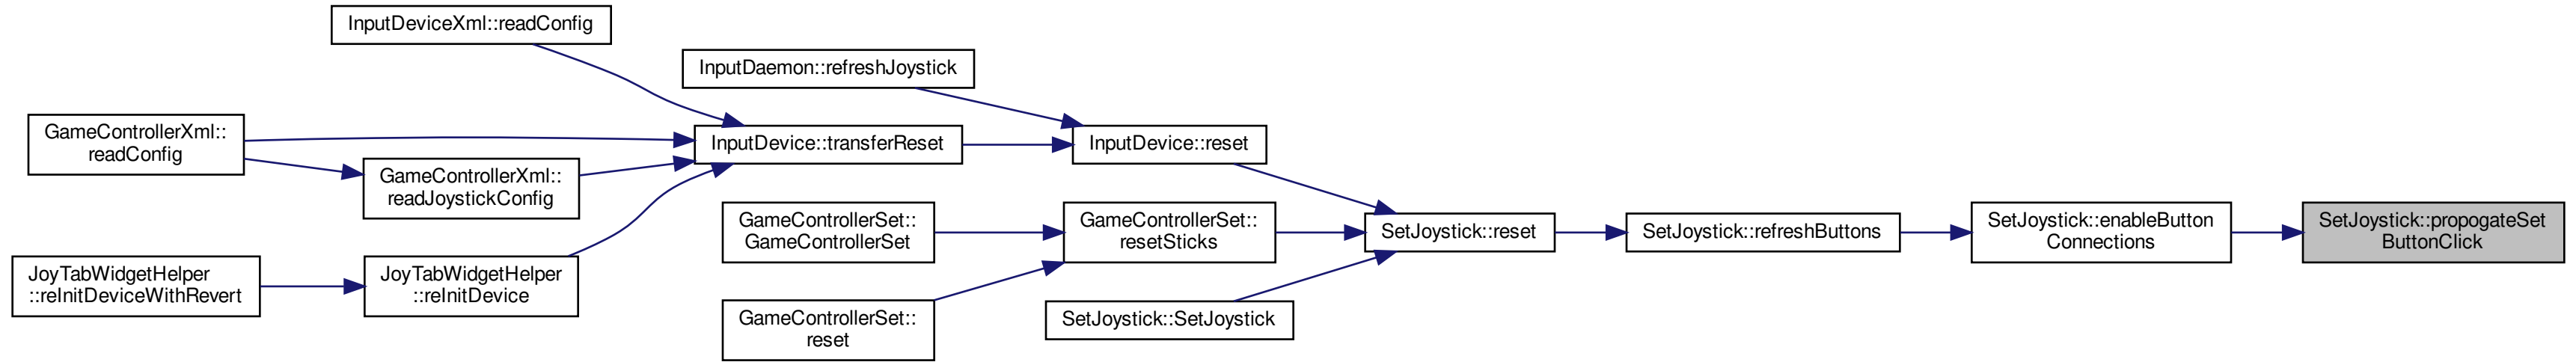 InputDeviceXml::readConfig
InputDaemon::refreshJoystick
GameControllerXml::
readConfig
InputDevice::transferReset
InputDevice::reset
GameControllerXml::
readJoystickConfig
GameControllerSet::
GameControllerSet
GameControllerSet::
resetSticks
SetJoystick::reset
SetJoystick::refreshButtons
SetJoystick::enableButton
Connections
SetJoystick::propogateSet
ButtonClick
JoyTabWidgetHelper
::reInitDeviceWithRevert
JoyTabWidgetHelper
::reInitDevice
GameControllerSet::
reset
SetJoystick::SetJoystick